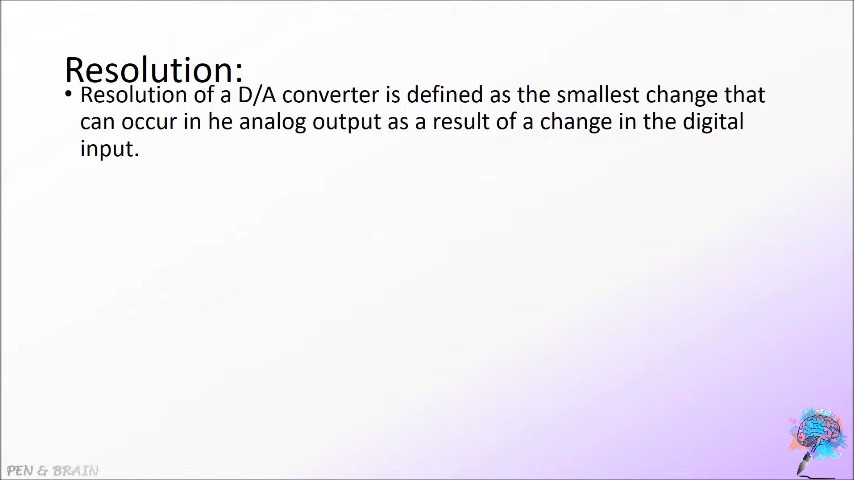 Resolution:
• Resolution of a D/A converter is defined as the smallest change that
can occur in he analog output as a result of a change in the digital
input.
PEN & BRAIN